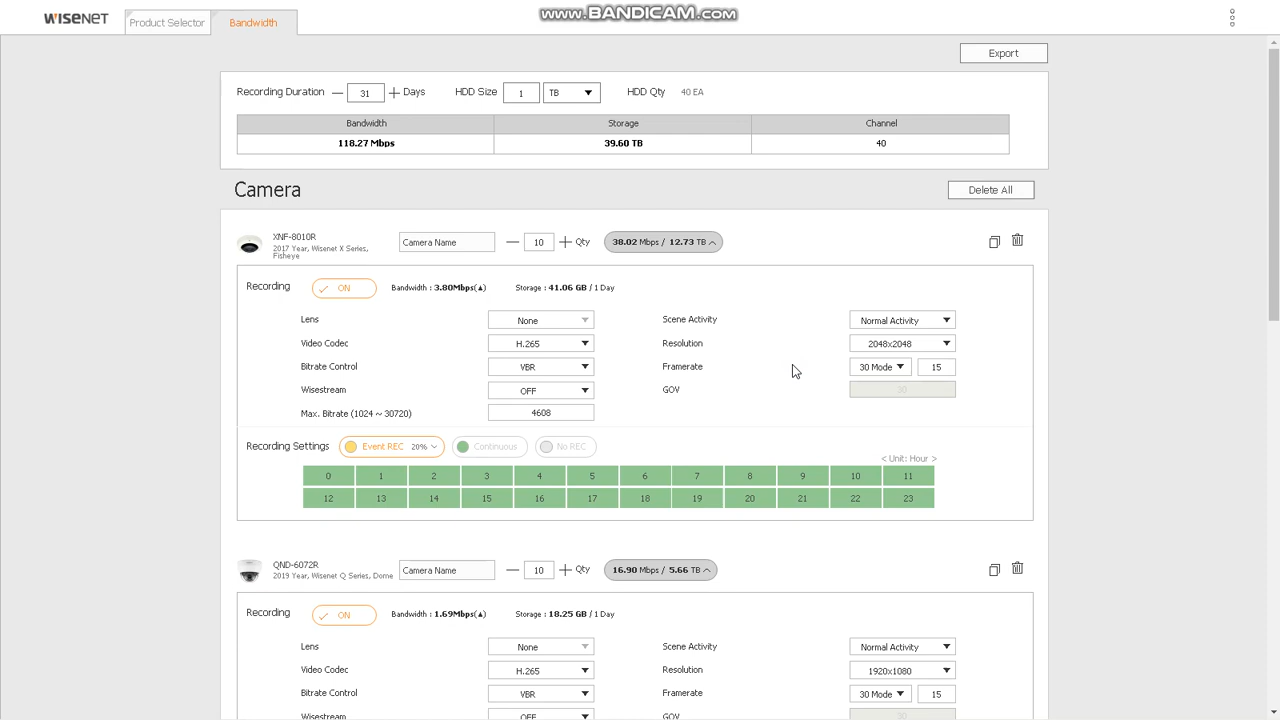 WISENET Product Selector Bandwidth www.BANDICAM.com
Export
Recording Duration 31 Days HDD Size 1 TB HDD Qty 40 EA
Bandwidth Storage Channel
118.27 Mbps 39.60 TB 40
Camera Delete All
XNF-8010R
2017 Year, Wisenet X Series,
Fisheye
Camera Name 10 Qty 38.02 Mbps / 12.73 TB
Recording ON Bandwidth : 3.80Mbps(▲) Storage : 41.06 GB / 1 Day
Lens None Scene Activity Normal Activity
Video Codec H.265 Resolution 2048x2048
Bitrate Control VBR Framerate 30 Mode 15
Wisestream OFF GOV 30
Max. Bitrate (1024 ~ 30720) 4608
Recording Settings Event REC 20% Continuous No REC
< Unit: Hour >
0 1 2 3 4 5 6 7 8 9 10 11
12 13 14 15 16 17 18 19 20 21 22 23
QND-6072R
2019 Year, Wisenet Q Series, Dome
Camera Name 10 Qty 16.90 Mbps / 5.66 TB
Recording ON Bandwidth : 1.69Mbps(▲) Storage : 18.25 GB / 1 Day
Lens None Scene Activity Normal Activity
Video Codec H.265 Resolution 1920x1080
Bitrate Control VBR Framerate 30 Mode 15
Wisestream OFF GOV 30